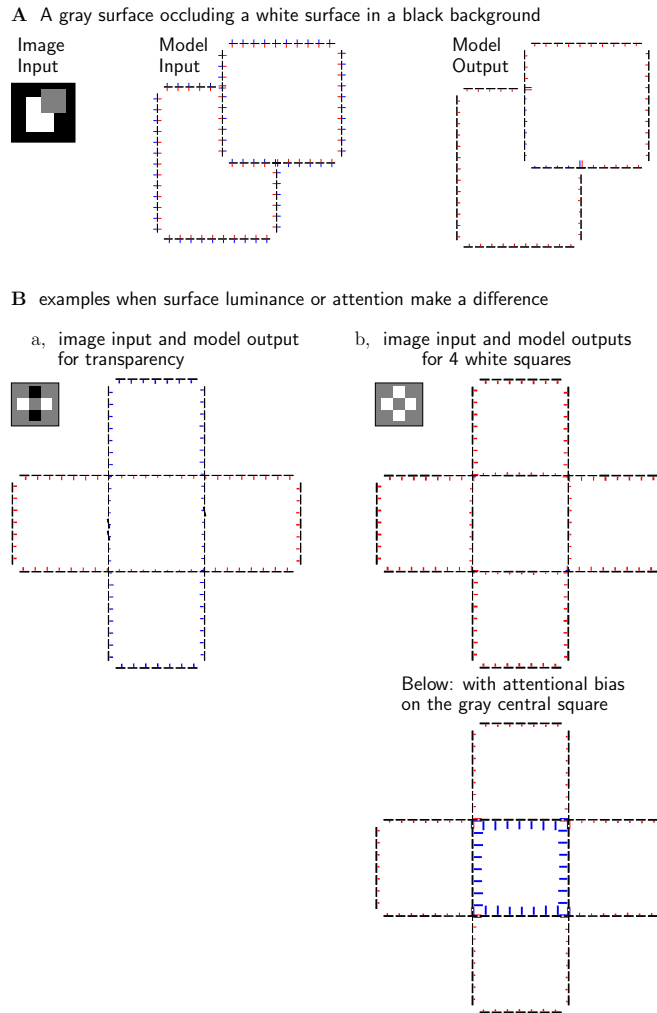 A A gray surface occluding a white surface in a black background
Image
Input
Model
Input
Model
Output
B examples when surface luminance or attention make a difference
a, image input and model output
for transparency
b, image input and model outputs
for 4 white squares
Below: with attentional bias
on the gray central square